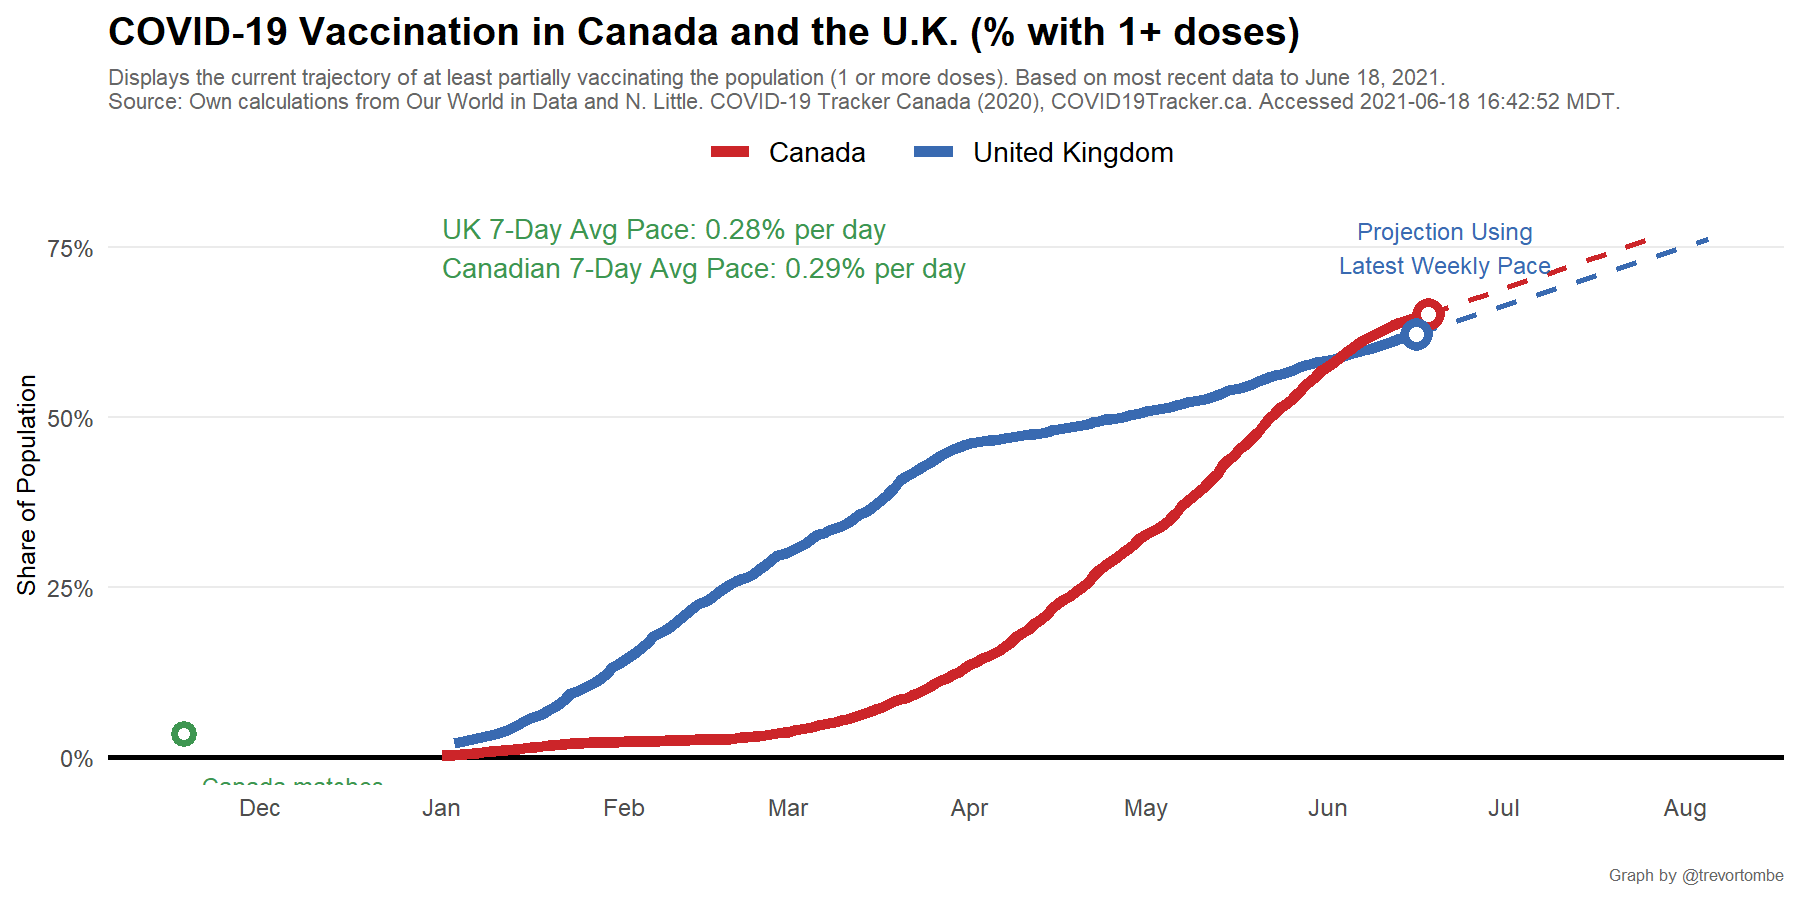 COVID-19 Vaccination in Canada and the U.K. (% with 1+ doses)
Displays the current trajectory of at least partially vaccinating the population (1 or more doses). Based on most recent data to June 18, 2021.
Source: Own calculations from Our World in Data and N. Little. COVID-19 Tracker Canada (2020), COVID19Tracker.ca. Accessed 2021-06-18 16:42:52 MDT.
Canada United Kingdom
UK 7-Day Avg Pace: 0.28% per day
Canadian 7-Day Avg Pace: 0.29% per day
Projection Using
Latest Weekly Pace
75%
50%
25%
0%
Share of Population
Canada matches
Dec Jan Feb Mar Apr May Jun Jul Aug
Graph by @trevortombe